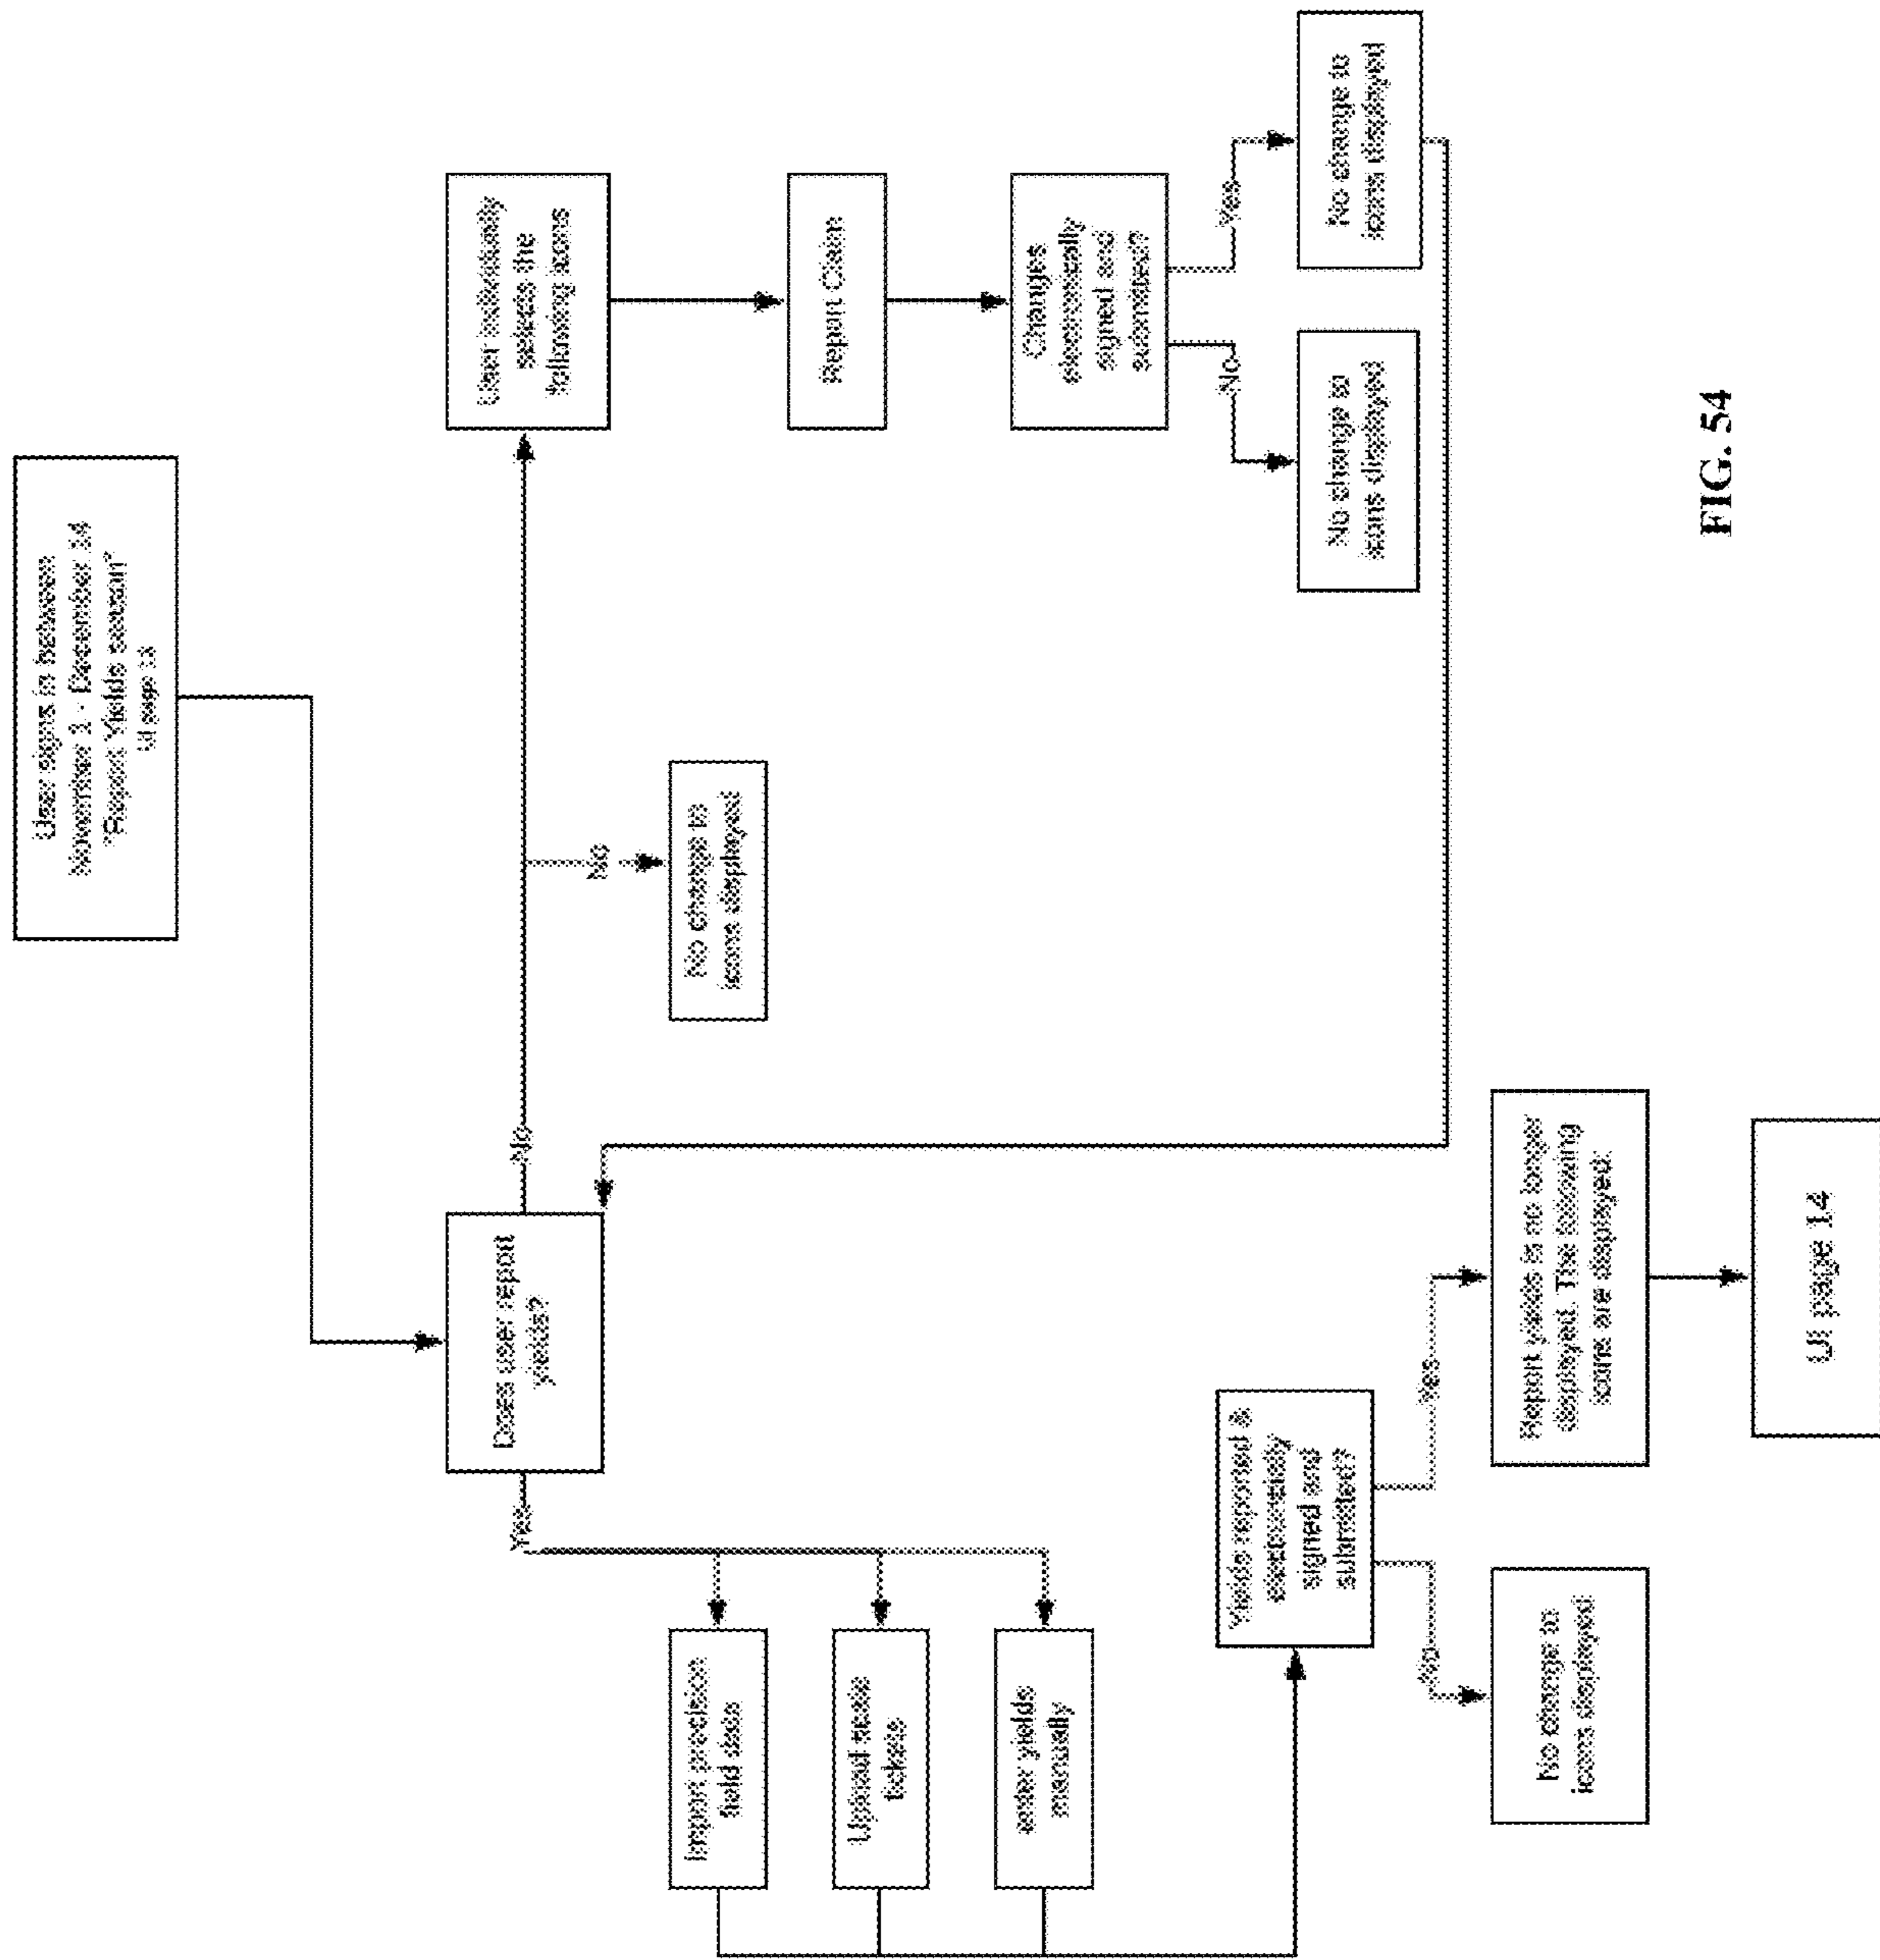 User signs in between
November 1 - December 14
"Report Yields season"
UI page 13
Does user report
yields?
Yes
No
No
No change to
icons displayed
User individually
selects the
following icons
Report Claim
Changes
electronically
signed and
submitted?
No
Yes
No change to
icons displayed
No change to
icons displayed
Import precision
field data
Upload scale
tickets
enter yields
manually
Yields reported &
electronically
signed and
submitted?
No
Yes
No change to
icons displayed
Report yields is no longer
displayed. The following
icons are displayed:
UI page 14
FIG. 54